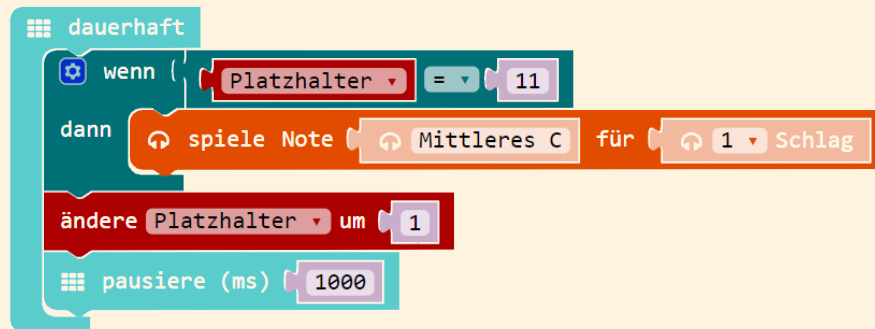 dauerhaft
wenn Platzhalter = 11
dann spiele Note Mittleres C für 1 Schlag
ändere Platzhalter um 1
pausiere (ms) 1000